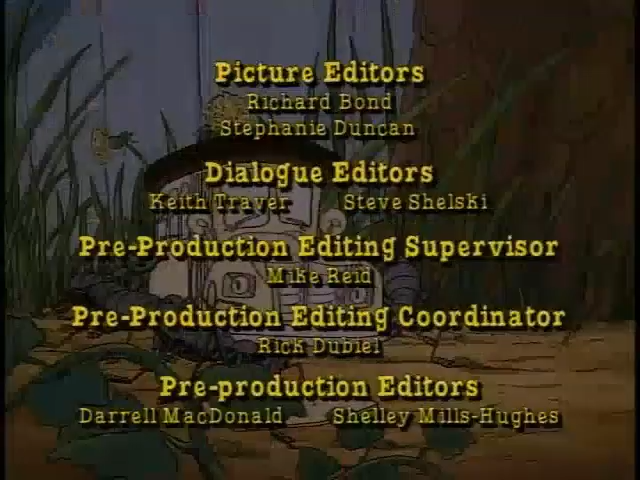 Picture Editors
Richard Bond
Stephanie Duncan
Dialogue Editors
Keith Traver Steve Shelski
Pre-Production Editing Supervisor
Mike Reid
Pre-Production Editing Coordinator
Rick Dubiel
Pre-production Editors
Darrell MacDonald Shelley Mills-Hughes